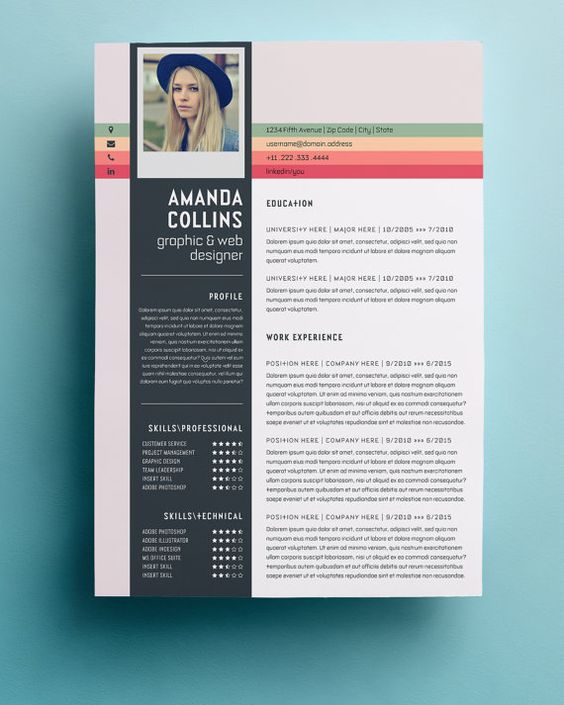 1234 Fifth Avenue | Zip Code | City | State
username@domain.address
+11 .222 .333 .4444
in
linkedin/you
AMANDA
COLLINS
graphic & web
designer
PROFILE
Dolorem ipsum dolor sit amet, consectetur,
adipisci velit, sed quia non numquam eius modi
tempora incidunt ut labore et dolore magnam
aliquam quaerat voluptatem. Ut enim ad minima
veniam, quis nostrum exercitationem ullam
corporis suscipit laboriosam, nisi ut
commodi consequatur? Quis autem vel eum
iure reprehenderit qui in ea voluptate velit esse
quam nihil molestiae consequatur, vel illum qui
dolorem eum fugiat quo voluptas nulla pariatur?
SKILLS\PROFESSIONAL
CUSTOMER SERVICE
PROJECT MANAGEMENT
GRAPHIC DESIGN
TEAM LEADERSHIP
INSERT SKILL
ADOBE PHOTOSHOP
SKILLS\tECHNICAL
ADOBE PHOTOSHOP
ADOBE ILLUSTRATOR
ADOBE INDESIGN
MS OFFICE SUITE
INSERT SKILL
INSERT SKILL
EDUCAtION
UNIVERSItY HERE | MAJOR HERE | 10/2005 »»» 7/2010
Dolorem ipsum dolor sit amet, consectetur, adipisci velit, sed quia non
numquam eius modi tempora incidunt ut labore et dolore magnam aliquam
quaerat voluptatem.
UNIVERSItY HERE | MAJOR HERE | 10/2005 »»» 7/2010
Dolorem ipsum dolor sit amet, consectetur, adipisci velit, sed quia non
numquam eius modi tempora incidunt ut labore et dolore magnam aliquam
quaerat voluptatem.
WORK EXPERIENCE
POSItION HERE | COMPANY HERE | 9/2010 »»» 6/2015
Dolorem ipsum dolor sit amet, consectetur, adipisci velit, sed quia non numquam
eius modi tempora incidunt ut labore et dolore magnam aliquam quaerat
voluptatem. Ut enim ad minima veniam, quis nostrum exercitationem ullam
corporis suscipit laboriosam, nisi ut aliquid ex ea commodi consequatur?
temporibus autem quibusdam et aut officiis debitis aut rerum necessitatibus
saepe eveniet ut et voluptates repudiandae sint et molestiae non recusandae.
POSItION HERE | COMPANY HERE | 9/2010 »»» 6/2015
Dolorem ipsum dolor sit amet, consectetur, adipisci velit, sed quia non numquam
eius modi tempora incidunt ut labore et dolore magnam aliquam quaerat
voluptatem. Ut enim ad minima veniam, quis nostrum exercitationem ullam
corporis suscipit laboriosam, nisi ut aliquid ex ea commodi consequatur?
temporibus autem quibusdam et aut officiis debitis aut rerum necessitatibus
saepe eveniet ut et voluptates repudiandae sint et molestiae non recusandae.
POSItION HERE | COMPANY HERE | 9/2010 »»» 6/2015
Dolorem ipsum dolor sit amet, consectetur, adipisci velit, sed quia non numquam
eius modi tempora incidunt ut labore et dolore magnam aliquam quaerat
voluptatem. Ut enim ad minima veniam, quis nostrum exercitationem ullam
corporis suscipit laboriosam, nisi ut aliquid ex ea commodi consequatur?
temporibus autem quibusdam et aut officiis debitis aut rerum necessitatibus
saepe eveniet ut et voluptates repudiandae sint et molestiae non recusandae.